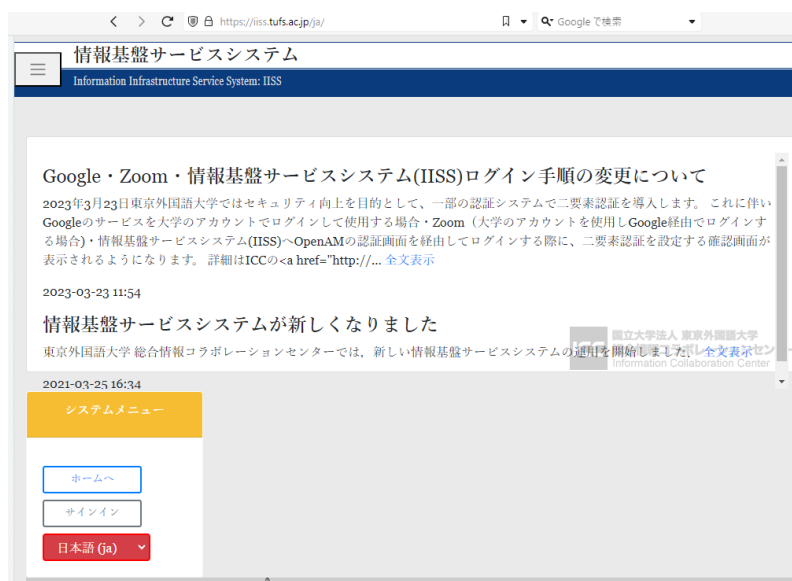 https://iiss.tufs.ac.jp/ja/
Google で検索
情報基盤サービスシステム
Information Infrastructure Service System: IISS
Google・Zoom・情報基盤サービスシステム(IISS)ログイン手順の変更について
2023年3月23日東京外国語大学ではセキュリティ向上を目的として、一部の認証システムで二要素認証を導入します。 これに伴い
Googleのサービスを大学のアカウントでログインして使用する場合・Zoom（大学のアカウントを使用しGoogle経由でログインす
る場合)・情報基盤サービスシステム(IISS)へOpenAMの認証画面を経由してログインする際に、二要素認証を設定する確認画面が
表示されるようになります。 詳細はICCの<a href="http://... 全文表示
2023-03-23 11:54
情報基盤サービスシステムが新しくなりました
国立大学法人 東京外国語大学
東京外国語大学 総合情報コラボレーションセンターでは，新しい情報基盤サービスシステムの運用を開始しました． 全文表示
Information Collaboration Center
2021-03-25 16:34
システムメニュー
ホームへ
サインイン
日本語 (ja)